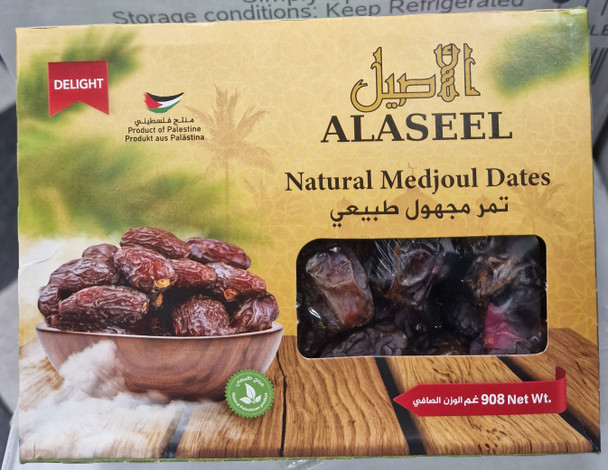 Storage conditions: Keep Refrigerated
DELIGHT
الأصيل
ALASEEL
منتج فلسطيني
Product of Palestine
Produkt aus Palästina
Natural Medjoul Dates
تمر مجهول طبيعي
908 غم الوزن الصافي Net Wt.